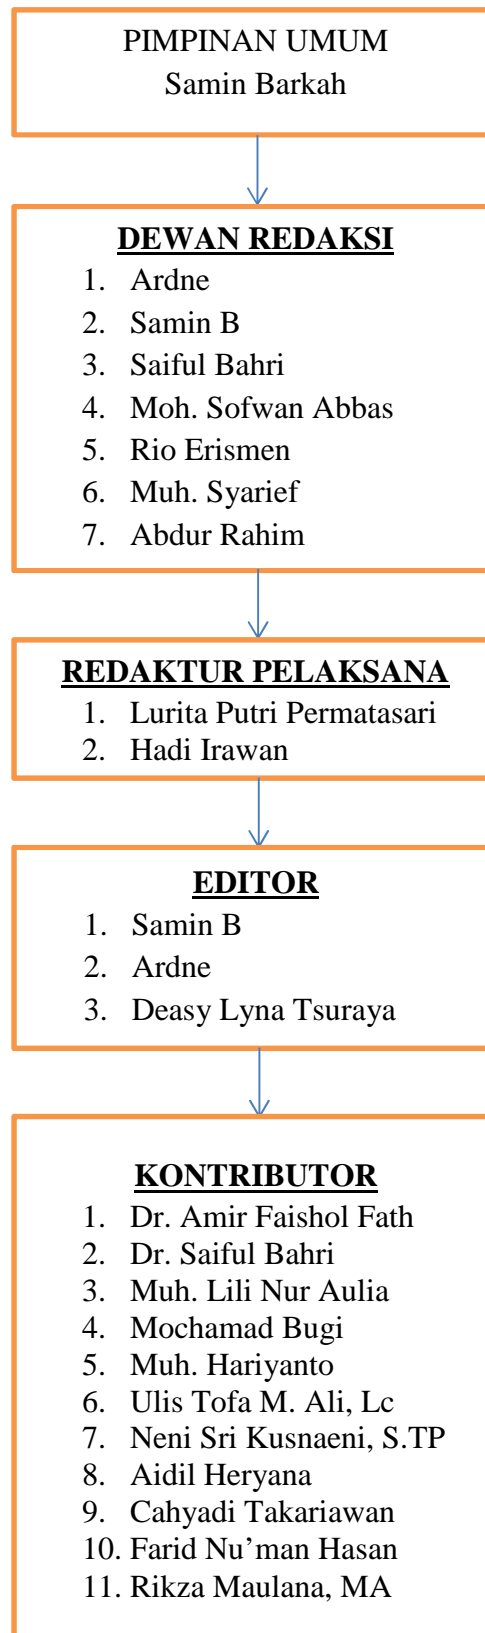 PIMPINAN UMUM
Samin Barkah
DEWAN REDAKSI
1. Ardne
2. Samin B
3. Saiful Bahri
4. Moh. Sofwan Abbas
5. Rio Erismen
6. Muh. Syarief
7. Abdur Rahim
REDAKTUR PELAKSANA
1. Lurita Putri Permatasari
2. Hadi Irawan
EDITOR
1. Samin B
2. Ardne
3. Deasy Lyna Tsuraya
KONTRIBUTOR
1. Dr. Amir Faishol Fath
2. Dr. Saiful Bahri
3. Muh. Lili Nur Aulia
4. Mochamad Bugi
5. Muh. Hariyanto
6. Ulis Tofa M. Ali, Lc
7. Neni Sri Kusnaeni, S.TP
8. Aidil Heryana
9. Cahyadi Takariawan
10. Farid Nu’man Hasan
11. Rikza Maulana, MA